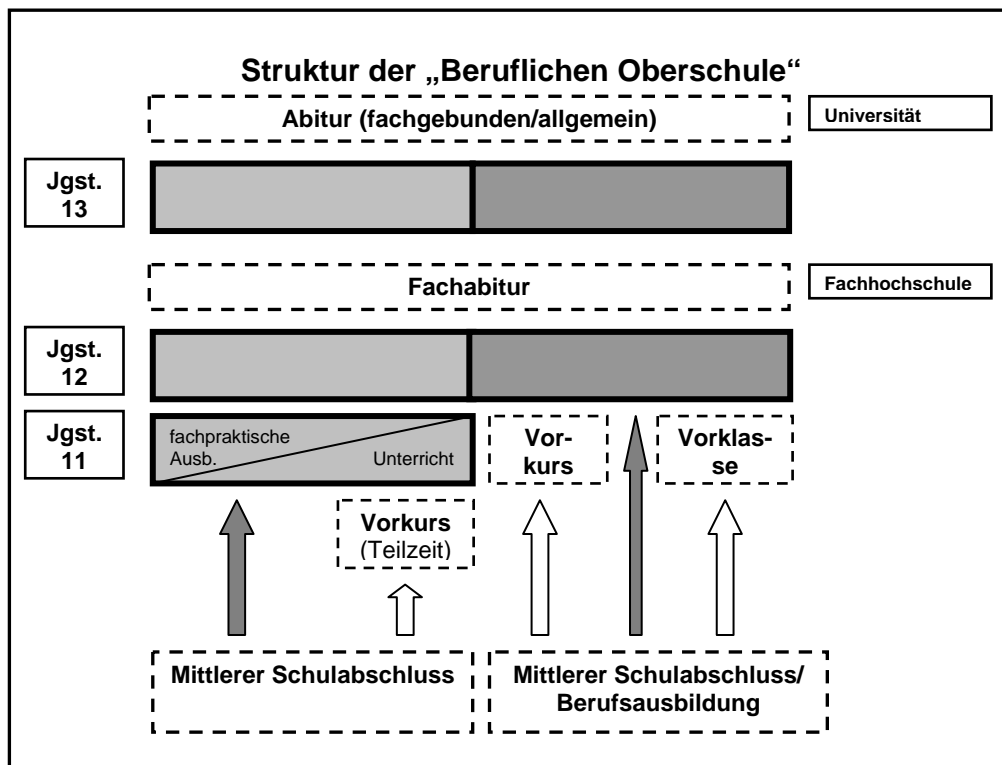 Struktur der „Beruflichen Oberschule“
Abitur (fachgebunden/allgemein)
Universität
Jgst.
13
Fachabitur
Fachhochschule
Jgst.
12
Jgst.
11
fachpraktische
Ausb.
Unterricht
Vor-
kurs
Vorklas-
se
Vorkurs
(Teilzeit)
Mittlerer Schulabschluss
Mittlerer Schulabschluss/
Berufsausbildung